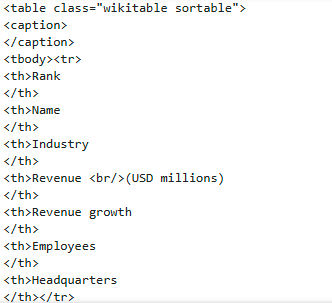 <table class="wikitable sortable">
<caption>
</caption>
<tbody><tr>
<th>Rank
</th>
<th>Name
</th>
<th>Industry
</th>
<th>Revenue <br/>(USD millions)
</th>
<th>Revenue growth
</th>
<th>Employees
</th>
<th>Headquarters
</th></tr>